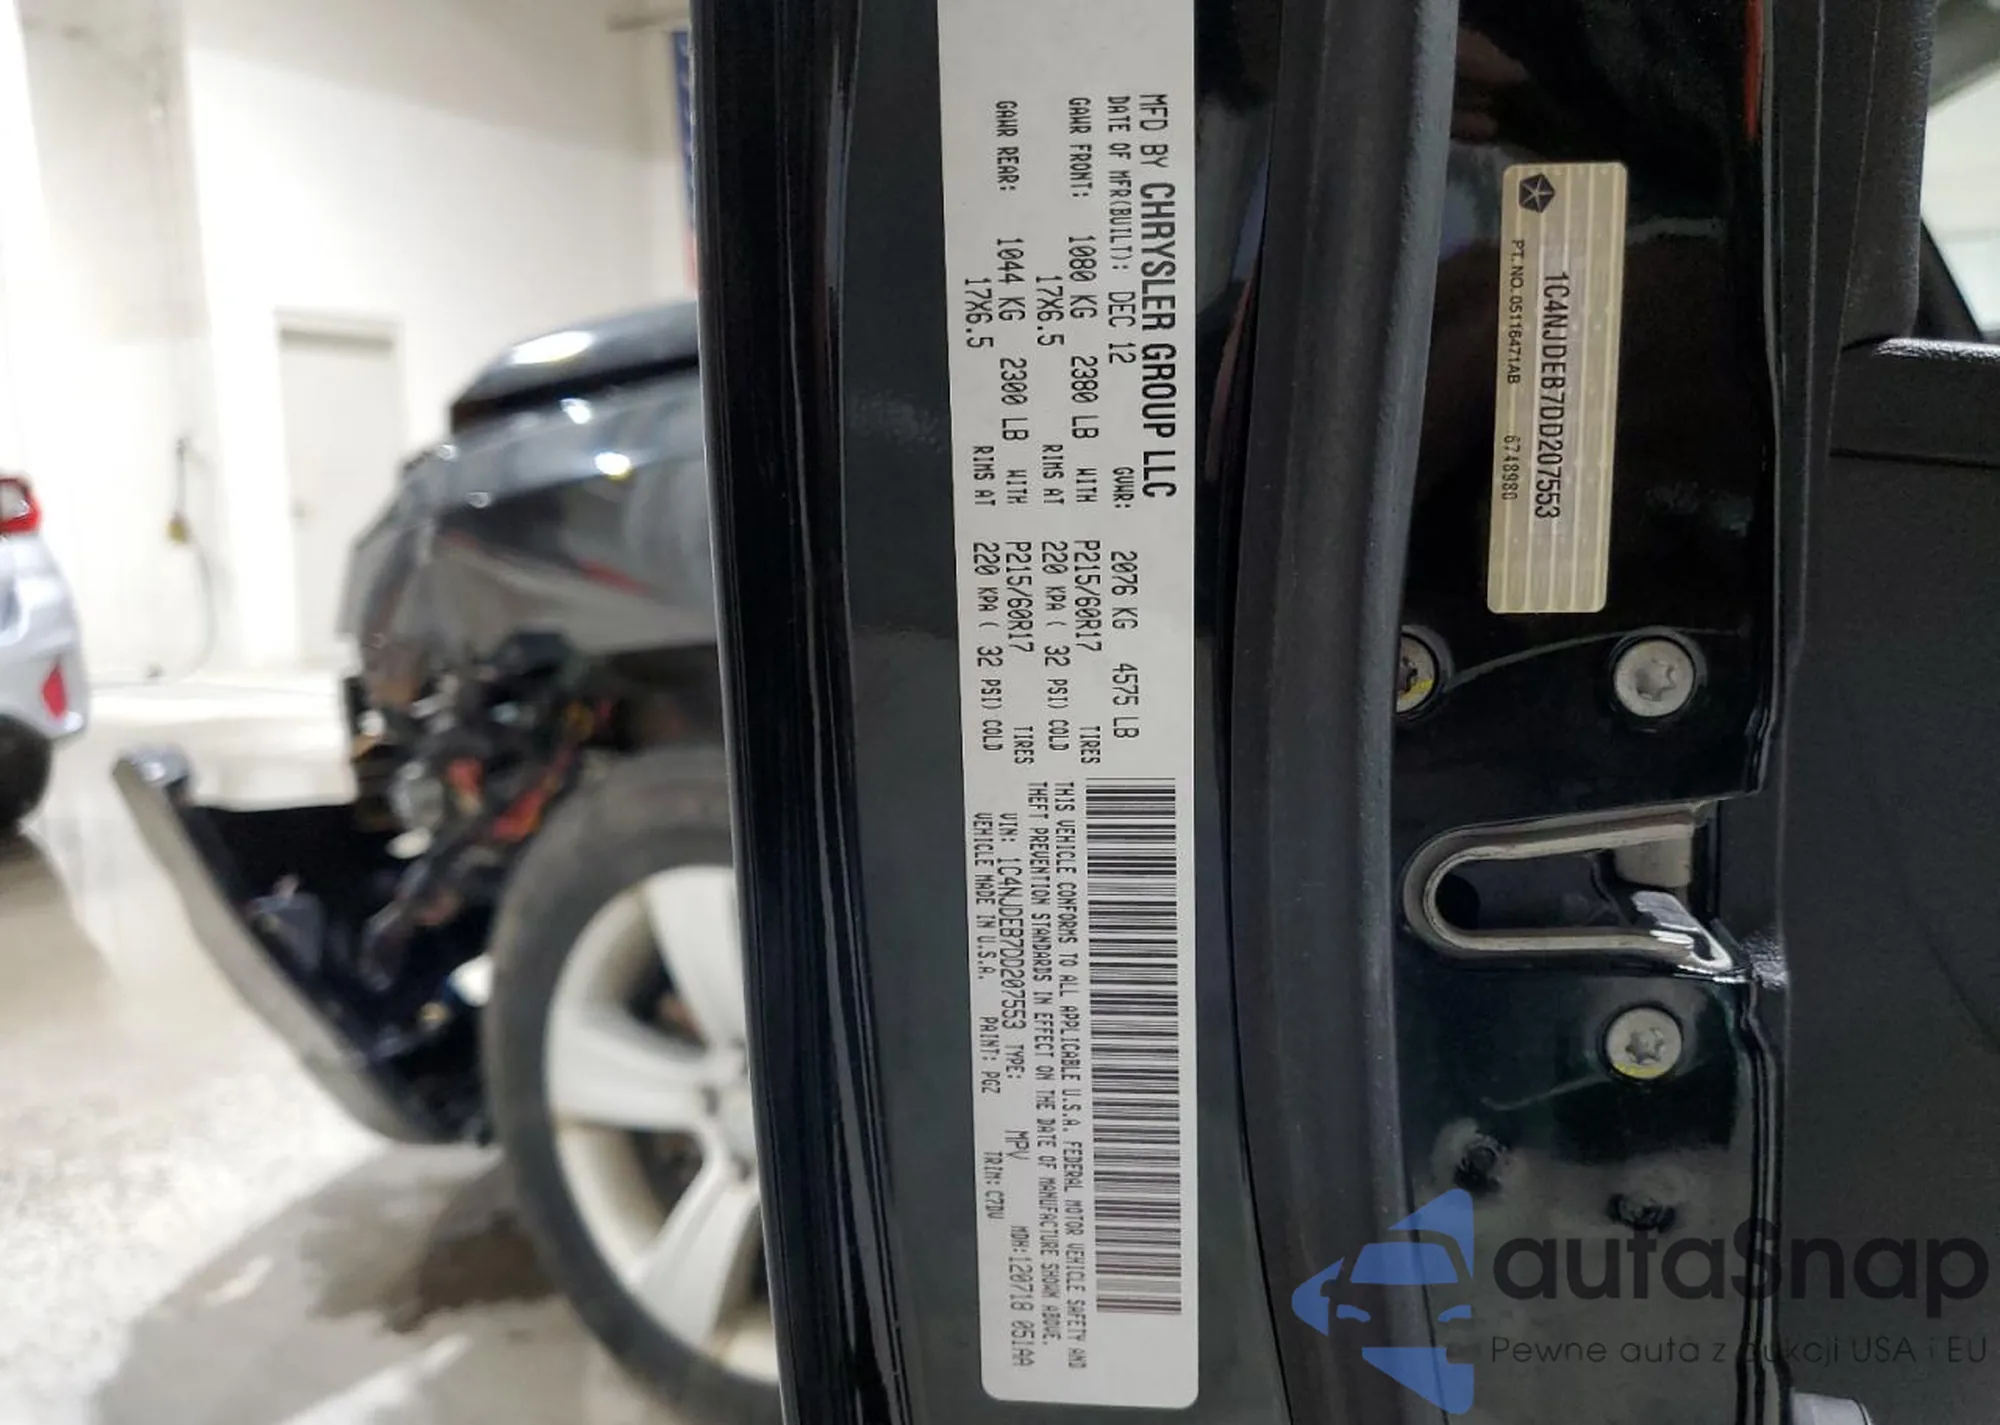 MFD BY CHRYSLER GROUP LLC
DATE OF MFR(BUILT): DEC 12 GVWR: 2076 KG 4575 LB
GAWR FRONT: 1080 KG 2380 LB WITH P215/60R17 TIRES
17X6.5 RIMS AT 220 KPA ( 32 PSI) COLD
GAWR REAR: 1044 KG 2300 LB WITH P215/60R17 TIRES
17X6.5 RIMS AT 220 KPA ( 32 PSI) COLD
THIS VEHICLE CONFORMS TO ALL APPLICABLE U.S.A. FEDERAL MOTOR VEHICLE SAFETY AND
THEFT PREVENTION STANDARDS IN EFFECT ON THE DATE OF MANUFACTURE SHOWN ABOVE.
VIN: 1C4NJDEB7DD207553 TYPE: MPV MDH:120718 051AA
VEHICLE MADE IN U.S.A. PAINT: PGZ TRIM: C7DV
1C4NJDEB7DD207553
PT. NO. 05116471AB 6748980
autaSnap
Pewne auta z aukcji USA i EU